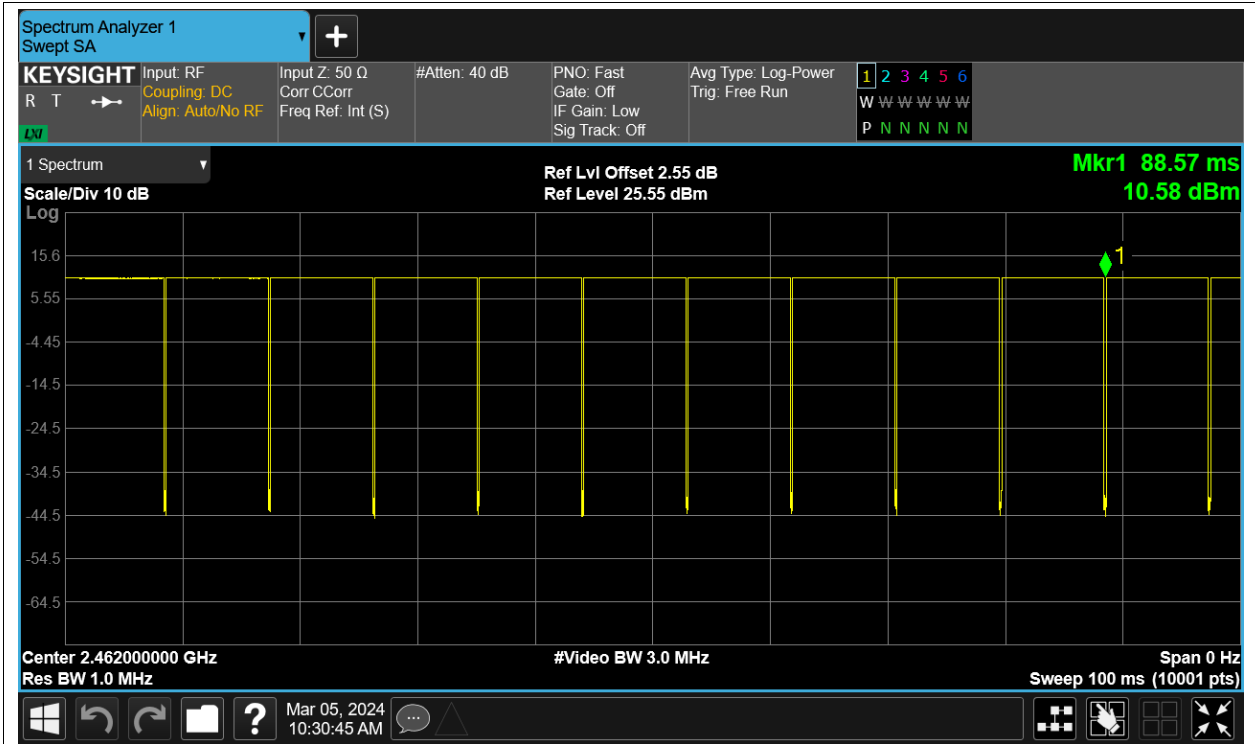 Spectrum Analyzer 1
Swept SA
KEYSIGHT
R T
LXI
Input: RF
Coupling: DC
Align: Auto/No RF
Input Z: 50 Ω
Corr CCorr
Freq Ref: Int (S)
#Atten: 40 dB
PNO: Fast
Gate: Off
IF Gain: Low
Sig Track: Off
Avg Type: Log-Power
Trig: Free Run
1 2 3 4 5 6
W W W W W W
P N N N N N
1 Spectrum
Scale/Div 10 dB
Log
Ref Lvl Offset 2.55 dB
Ref Level 25.55 dBm
Mkr1 88.57 ms
10.58 dBm
1
15.6
5.55
-4.45
-14.5
-24.5
-34.5
-44.5
-54.5
-64.5
Center 2.462000000 GHz
Res BW 1.0 MHz
#Video BW 3.0 MHz
Span 0 Hz
Sweep 100 ms (10001 pts)
?
Mar 05, 2024
10:30:45 AM